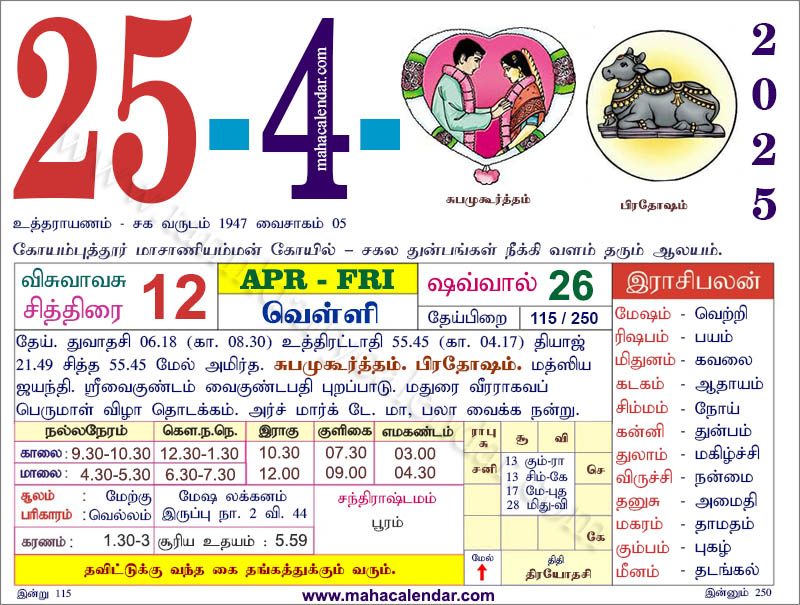 25-4-
mahacalendar.com
2025
சுபமுகூர்த்தம்
பிரதோஷம்
உத்தராயணம் - சக வருடம் 1947 வைசாகம் 05
கோயம்புத்தூர் மாசாணியம்மன் கோயில் – சகல துன்பங்கள் நீக்கி வளம் தரும் ஆலயம்.
விசுவாவசு
சித்திரை 12
APR - FRI
வெள்ளி
ஷவ்வால் 26
தேய்பிறை 115 / 250
தேய். துவாதசி 06.18 (கா. 08.30) உத்திரட்டாதி 55.45 (கா. 04.17) தியாஜ்
21.49 சித்த 55.45 மேல் அமிர்த. சுபமுகூர்த்தம். பிரதோஷம். மத்ஸிய
ஜயந்தி. ஸ்ரீவைகுண்டம் வைகுண்டபதி புறப்பாடு. மதுரை வீரராகவப்
பெருமாள் விழா தொடக்கம். அர்ச் மார்க் டே. மா. பலா வைக்க நன்று.
நல்லநேரம் கௌ.ந.நெ. இராகு குளிகை எமகண்டம்
காலை: 9.30-10.30 12.30-1.30 10.30 07.30 03.00
மாலை: 4.30-5.30 6.30-7.30 12.00 09.00 04.30
சூலம் : மேற்கு
பரிகாரம் : வெல்லம்
மேஷ லக்கனம்
இருப்பு நா. 2 வி. 44
சந்திராஷ்டமம்
பூரம்
கரணம் : 1.30-3
சூரிய உதயம் : 5.59
தவிட்டுக்கு வந்த கை தங்கத்துக்கும் வரும்.
ராபு
சு
சூ
வி
சனி
செ
கே
13 கும்-ரா
13 சிம்-கே
17 மே-புத
28 மிது-வி
மேல்
திதி
திரயோதசி
இராசிபலன்
மேஷம் - வெற்றி
ரிஷபம் - பயம்
மிதுனம் - கவலை
கடகம் - ஆதாயம்
சிம்மம் - நோய்
கன்னி - துன்பம்
துலாம் - மகிழ்ச்சி
விருச்சி - நன்மை
தனுசு - அமைதி
மகரம் - தாமதம்
கும்பம் - புகழ்
மீனம் - தடங்கல்
இன்று 115
www.mahacalendar.com
இன்னும் 250